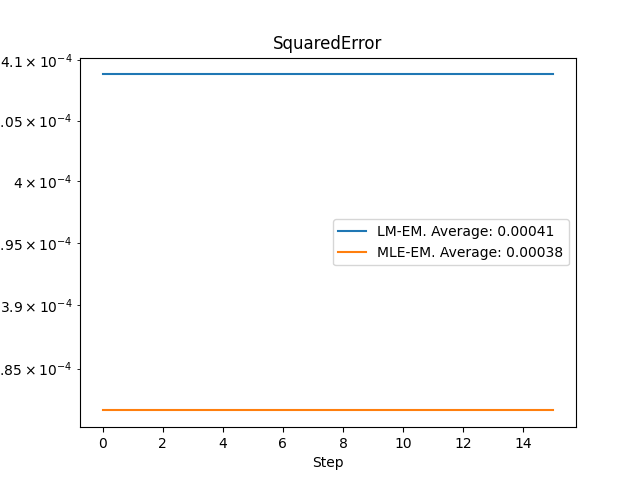 SquaredError
4.1 × 10⁻⁴
.05 × 10⁻⁴
4 × 10⁻⁴
.95 × 10⁻⁴
3.9 × 10⁻⁴
.85 × 10⁻⁴
LM-EM. Average: 0.00041
MLE-EM. Average: 0.00038
0 2 4 6 8 10 12 14
Step